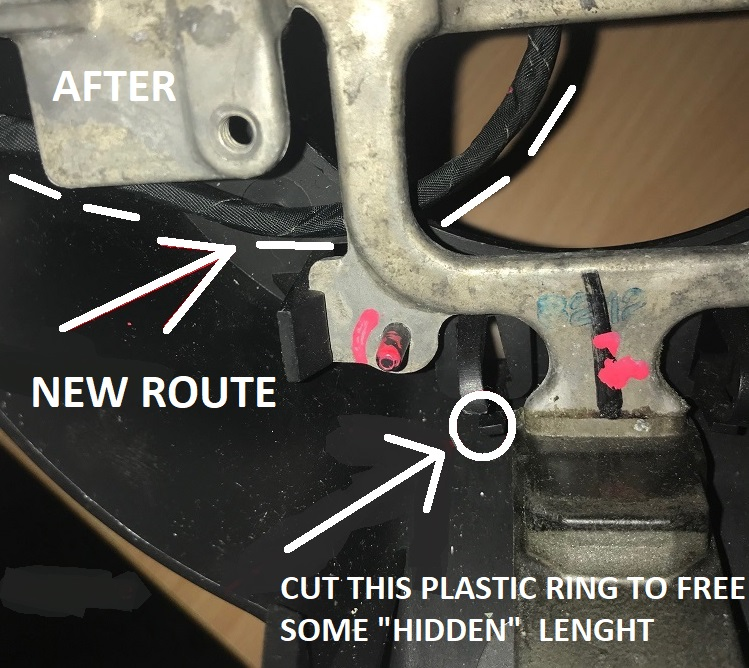 AFTER
NEW ROUTE
CUT THIS PLASTIC RING TO FREE
SOME "HIDDEN" LENGHT